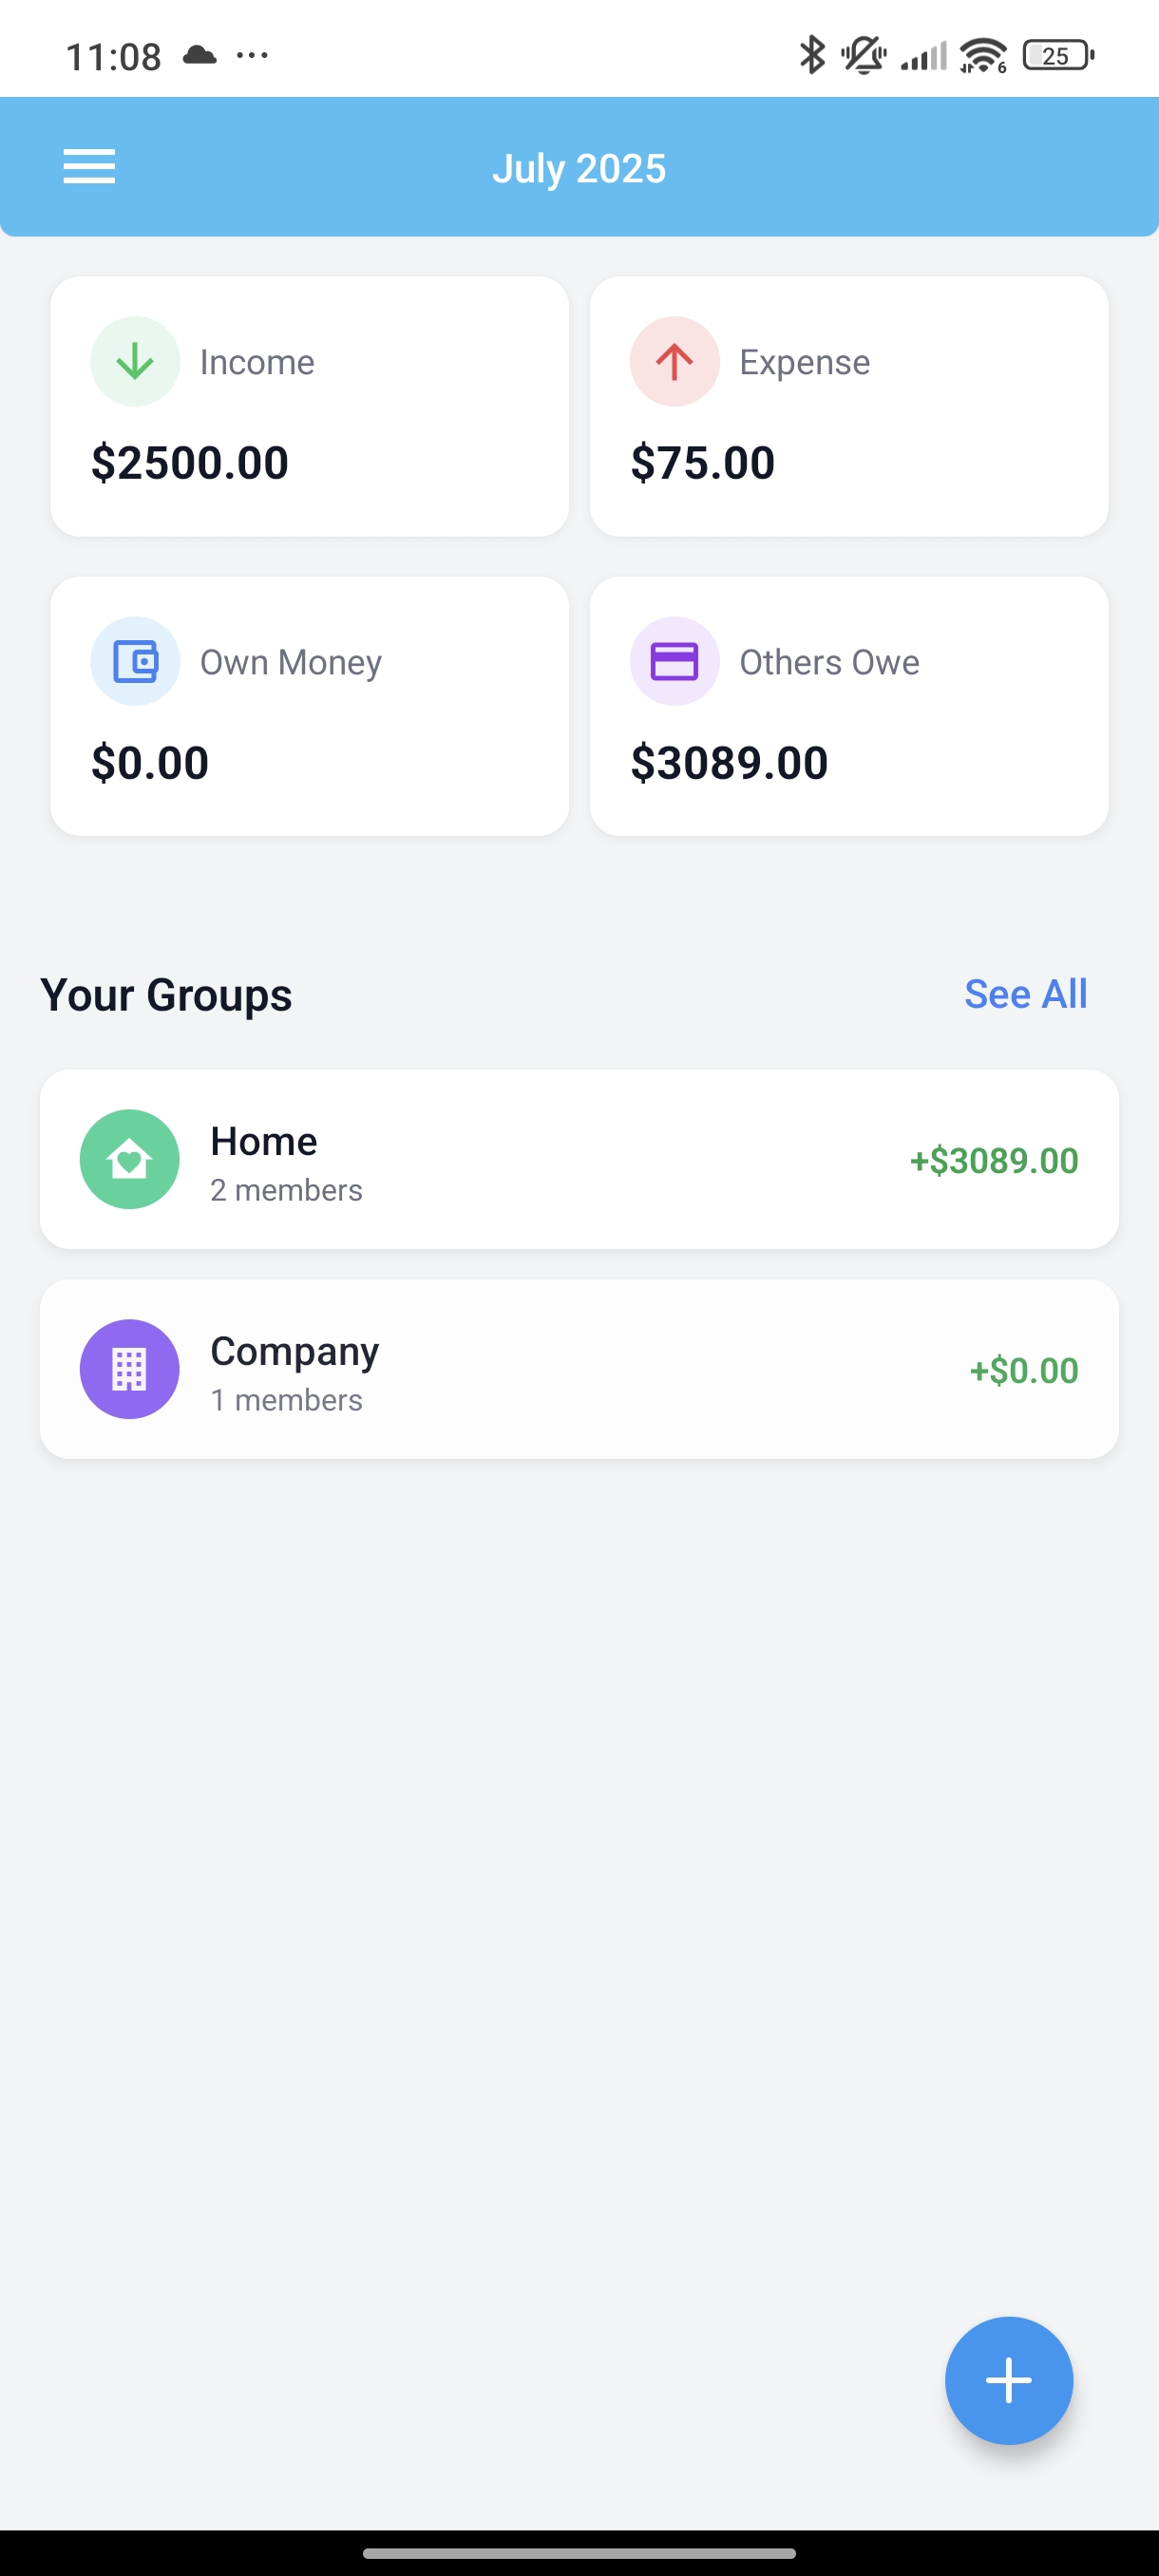 11:08
6
25
July 2025
Income
$2500.00
Expense
$75.00
Own Money
$0.00
Others Owe
$3089.00
Your Groups
See All
Home
2 members
+$3089.00
Company
1 members
+$0.00